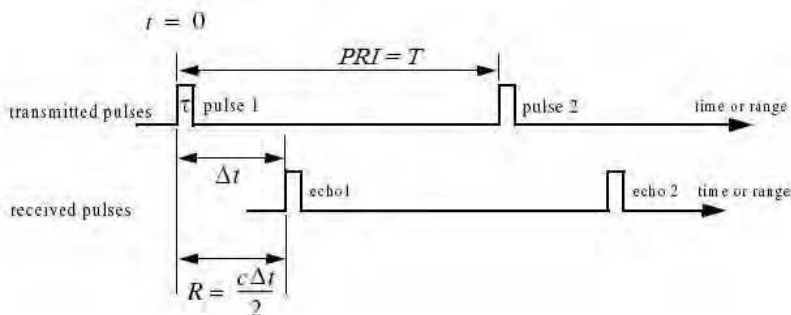 t = 0
PRI = T
transmitted pulses
τ
pulse 1
pulse 2
time or range
Δt
received pulses
echo1
echo 2
time or range
R = cΔt/2